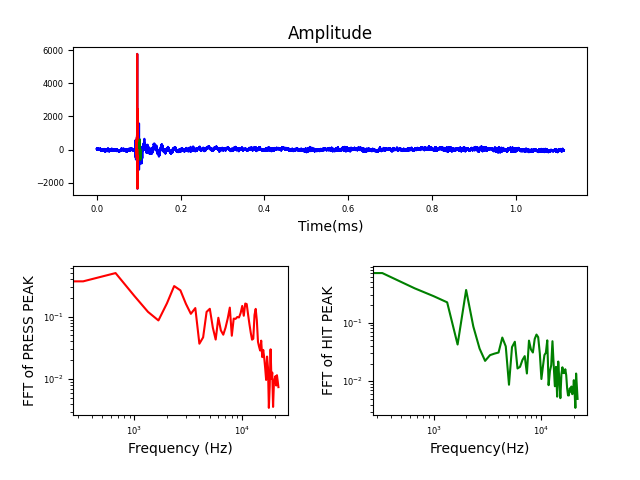 Amplitude
6000
4000
2000
0
−2000
0.0 0.2 0.4 0.6 0.8 1.0
Time(ms)
FFT of PRESS PEAK
10⁻¹
10⁻²
10³ 10⁴
Frequency (Hz)
FFT of HIT PEAK
10⁻¹
10⁻²
10³ 10⁴
Frequency(Hz)